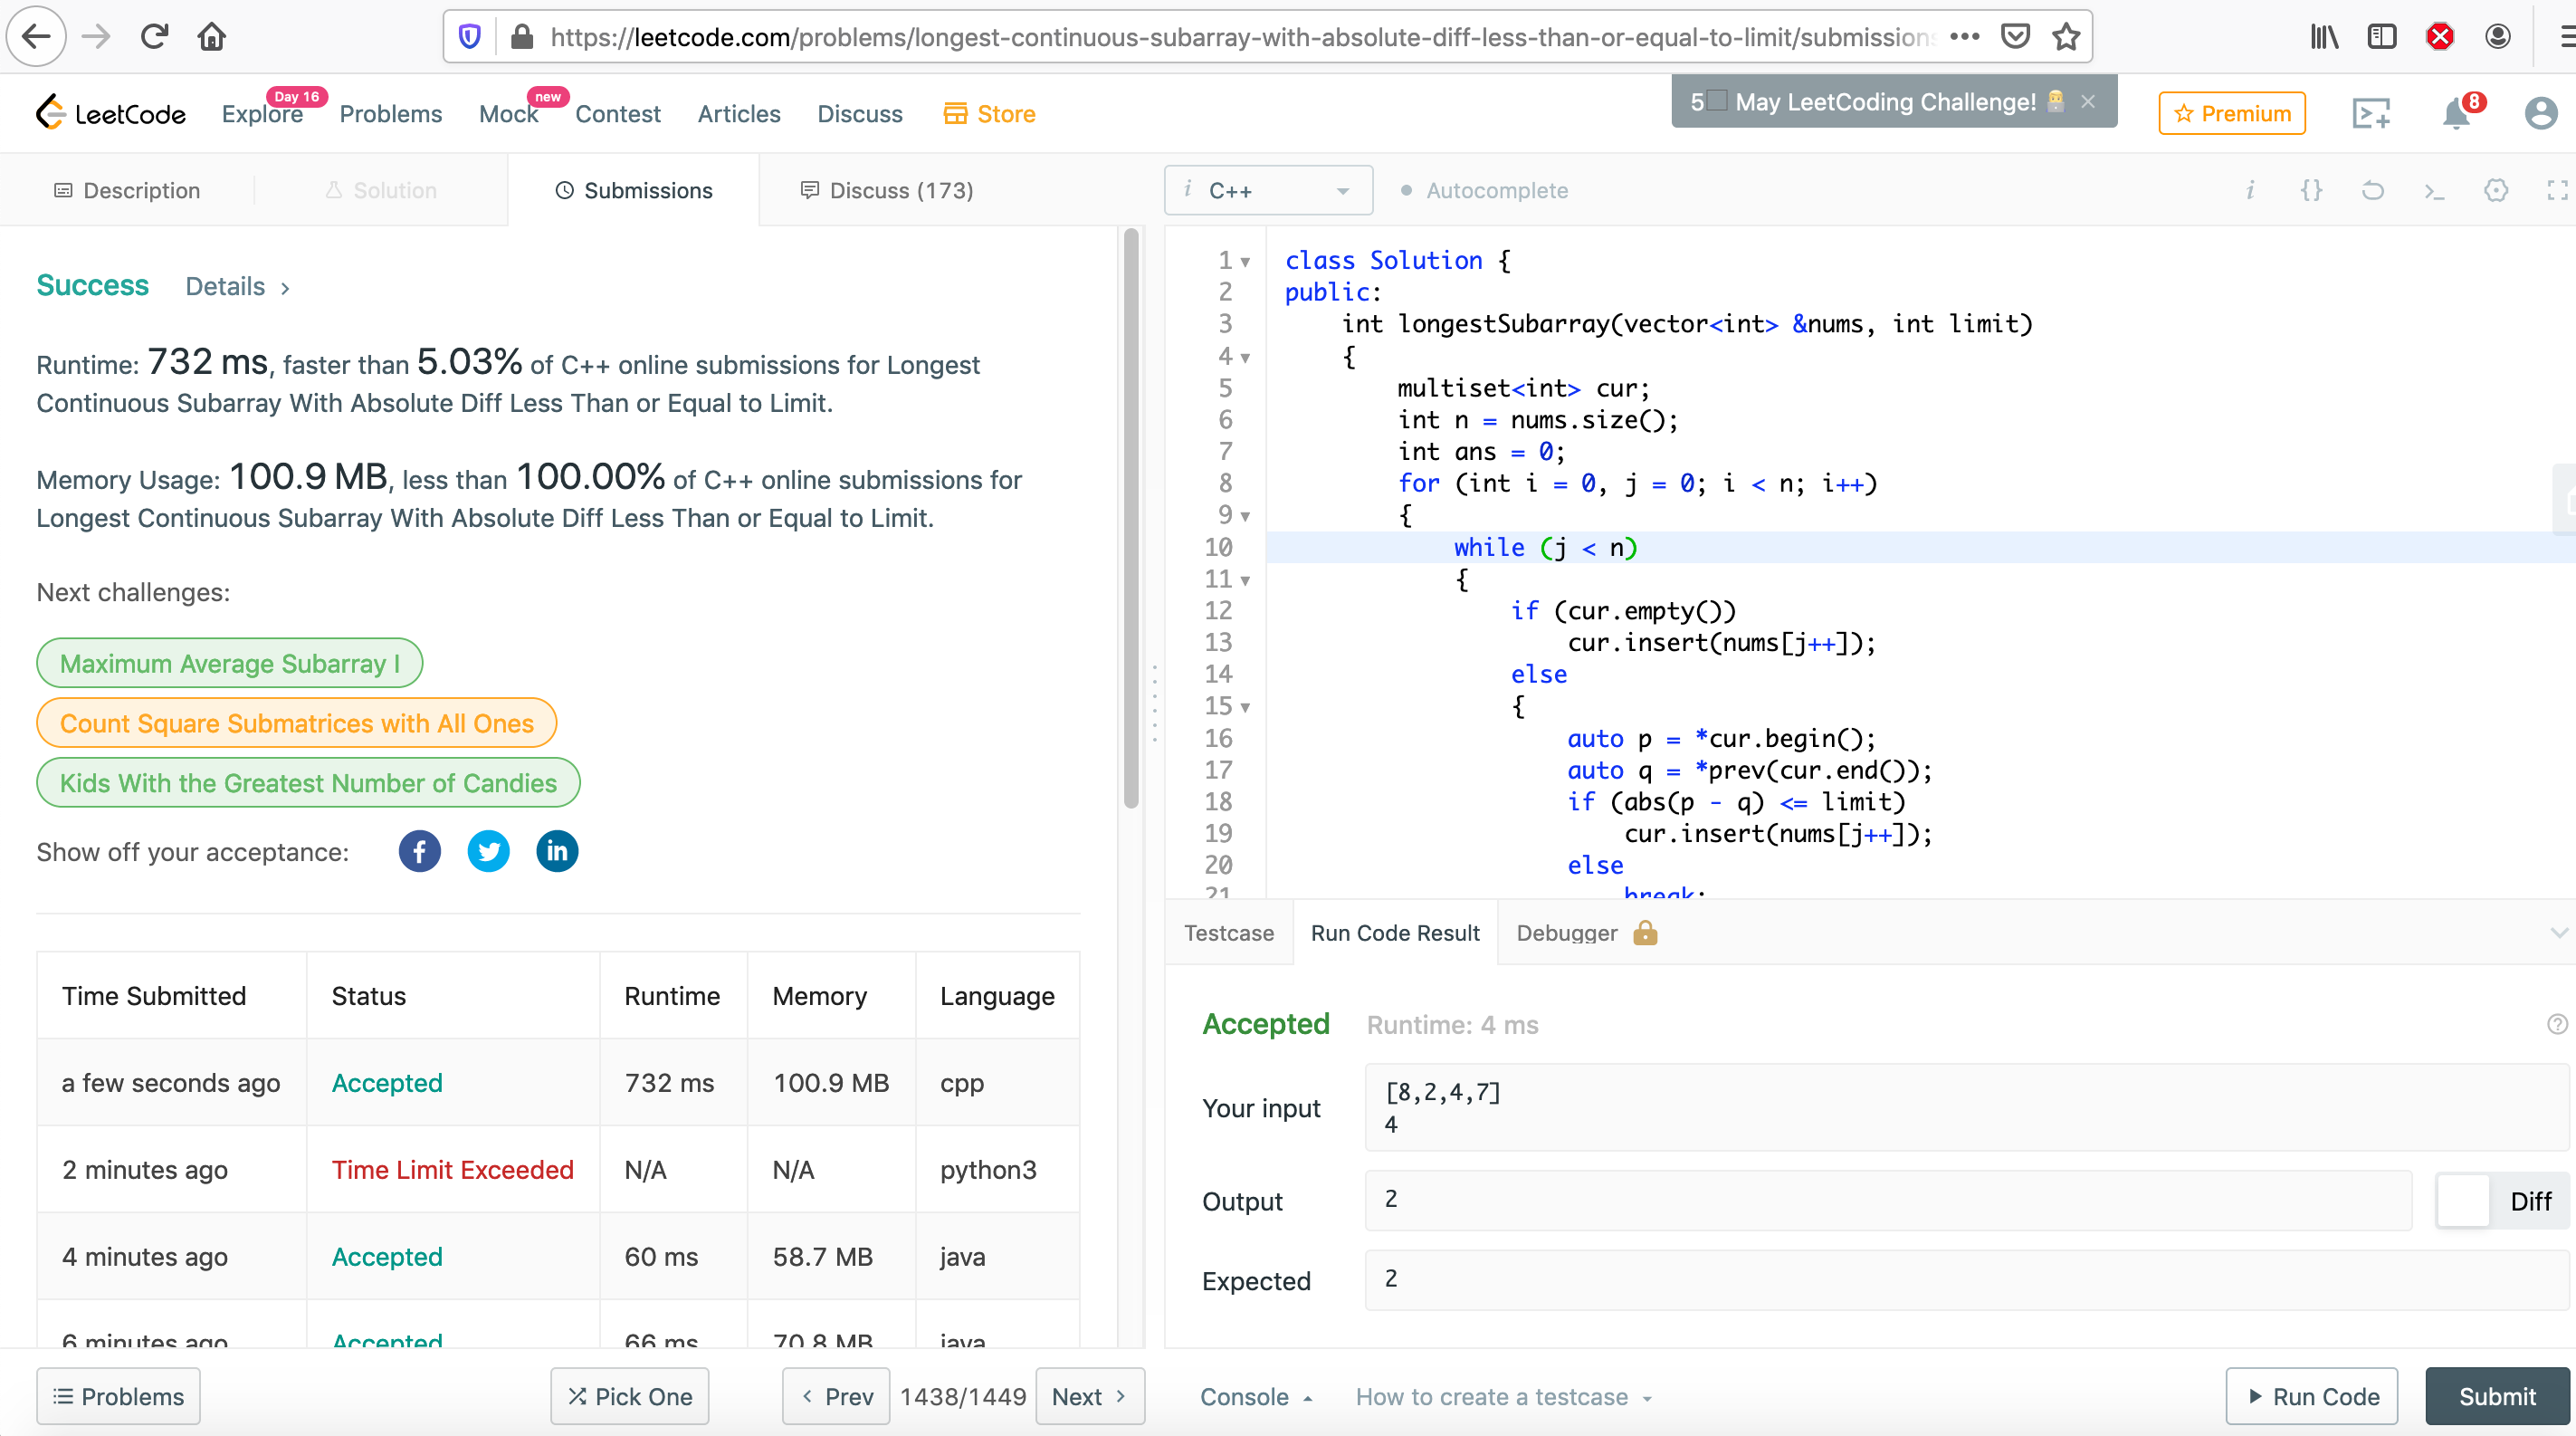 https://leetcode.com/problems/longest-continuous-subarray-with-absolute-diff-less-than-or-equal-to-limit/submissions
LeetCode
Explore
Day 16
Problems
Mock
new
Contest
Articles
Discuss
Store
5 May LeetCoding Challenge!
Premium
8
Description
Solution
Submissions
Discuss (173)
i C++
Autocomplete
Success Details >
Runtime: 732 ms, faster than 5.03% of C++ online submissions for Longest
Continuous Subarray With Absolute Diff Less Than or Equal to Limit.
Memory Usage: 100.9 MB, less than 100.00% of C++ online submissions for
Longest Continuous Subarray With Absolute Diff Less Than or Equal to Limit.
Next challenges:
Maximum Average Subarray I
Count Square Submatrices with All Ones
Kids With the Greatest Number of Candies
Show off your acceptance:
Time Submitted Status Runtime Memory Language
a few seconds ago Accepted 732 ms 100.9 MB cpp
2 minutes ago Time Limit Exceeded N/A N/A python3
4 minutes ago Accepted 60 ms 58.7 MB java
6 minutes ago Accepted 66 ms 70.8 MB java
Problems
Pick One
< Prev
1438/1449
Next >
1 class Solution {
2 public:
3 int longestSubarray(vector<int> &nums, int limit)
4 {
5 multiset<int> cur;
6 int n = nums.size();
7 int ans = 0;
8 for (int i = 0, j = 0; i < n; i++)
9 {
10 while (j < n)
11 {
12 if (cur.empty())
13 cur.insert(nums[j++]);
14 else
15 {
16 auto p = *cur.begin();
17 auto q = *prev(cur.end());
18 if (abs(p - q) <= limit)
19 cur.insert(nums[j++]);
20 else
21 break;
Testcase
Run Code Result
Debugger
Accepted Runtime: 4 ms
Your input
[8,2,4,7]
4
Output
2
Diff
Expected
2
Console
How to create a testcase
Run Code
Submit